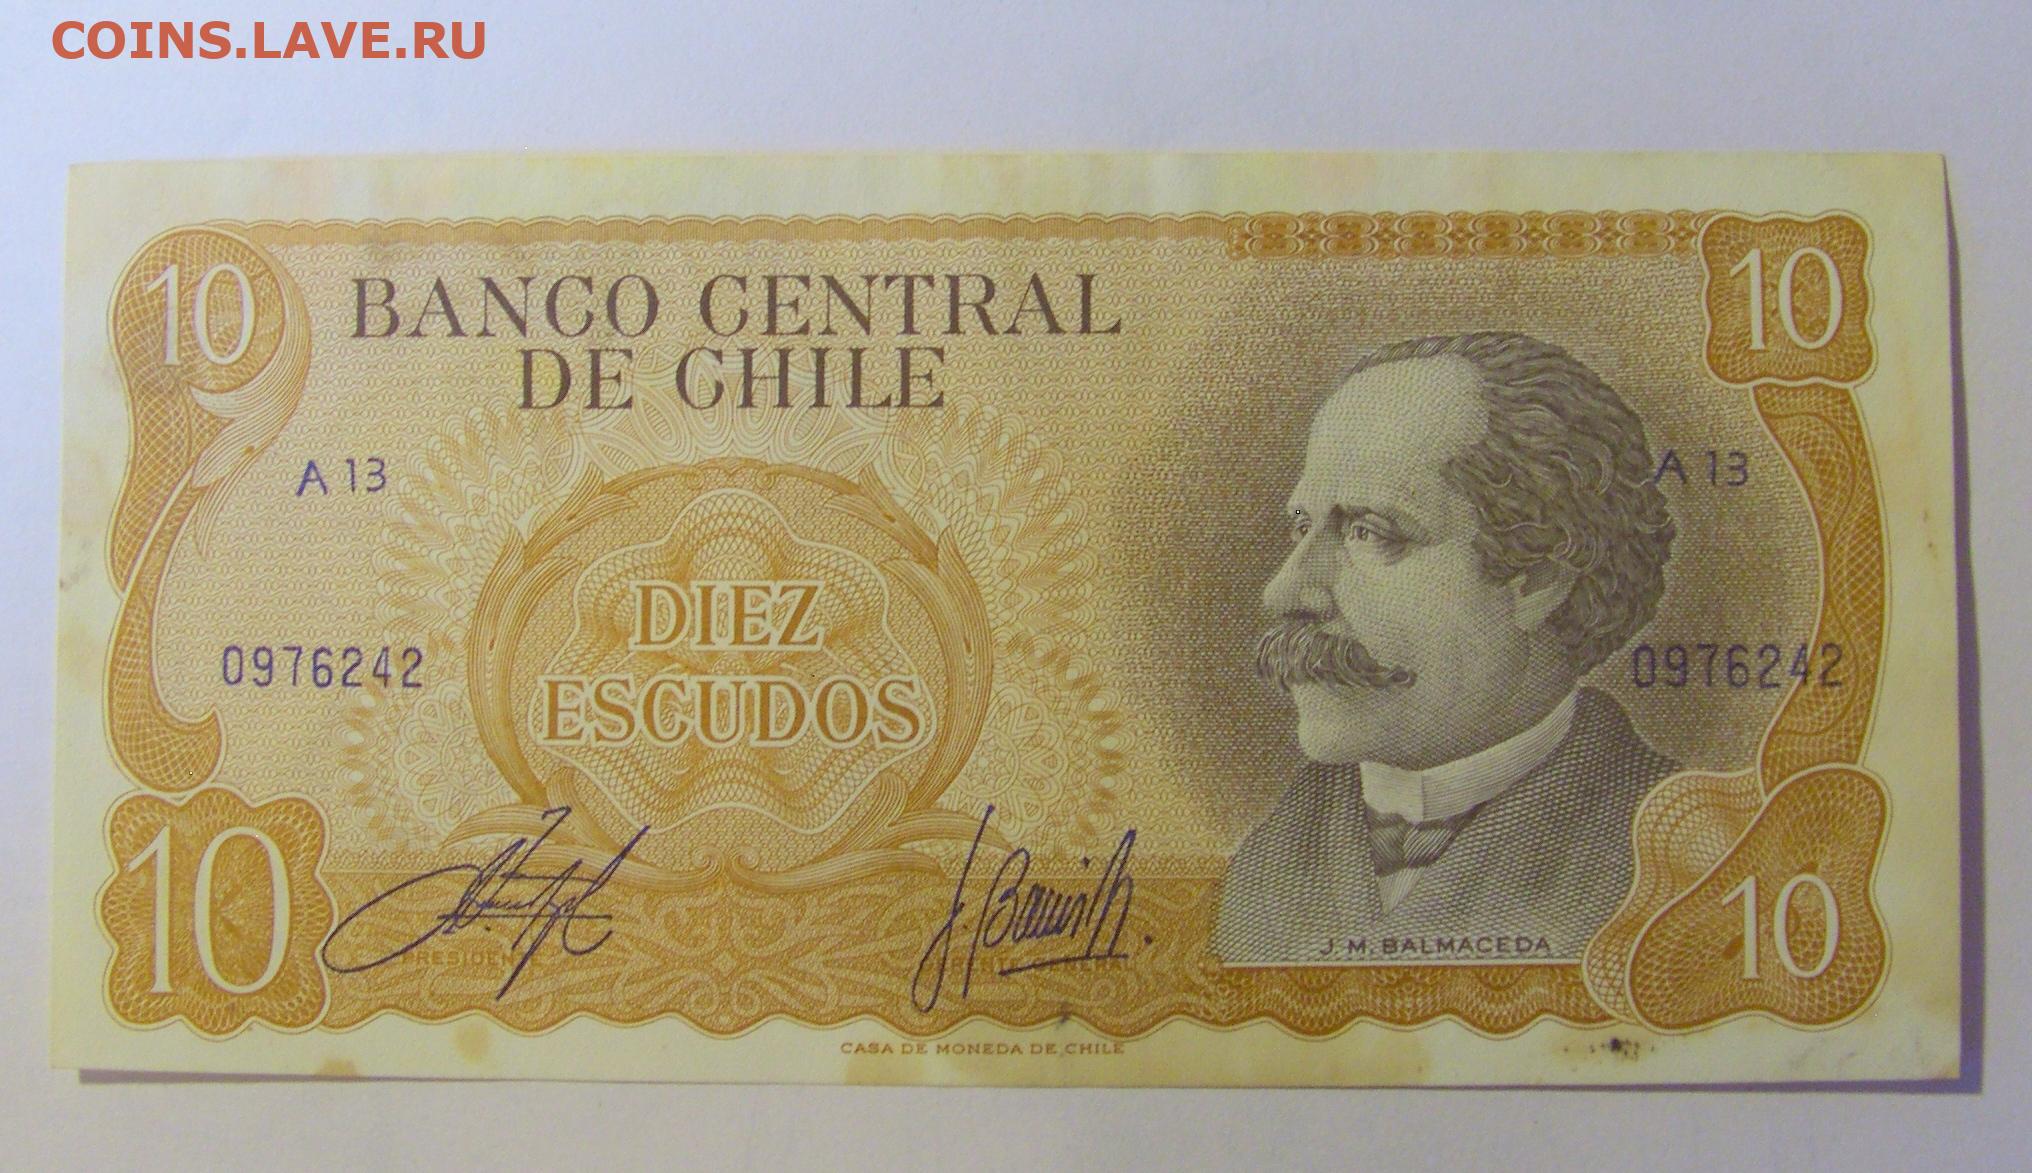 COINS.LAVE.RU
10
10
BANCO CENTRAL
DE CHILE
A 13
A 13
DIEZ
ESCUDOS
0976242
0976242
10
10
J. M. BALMACEDA
CASA DE MONEDA DE CHILE